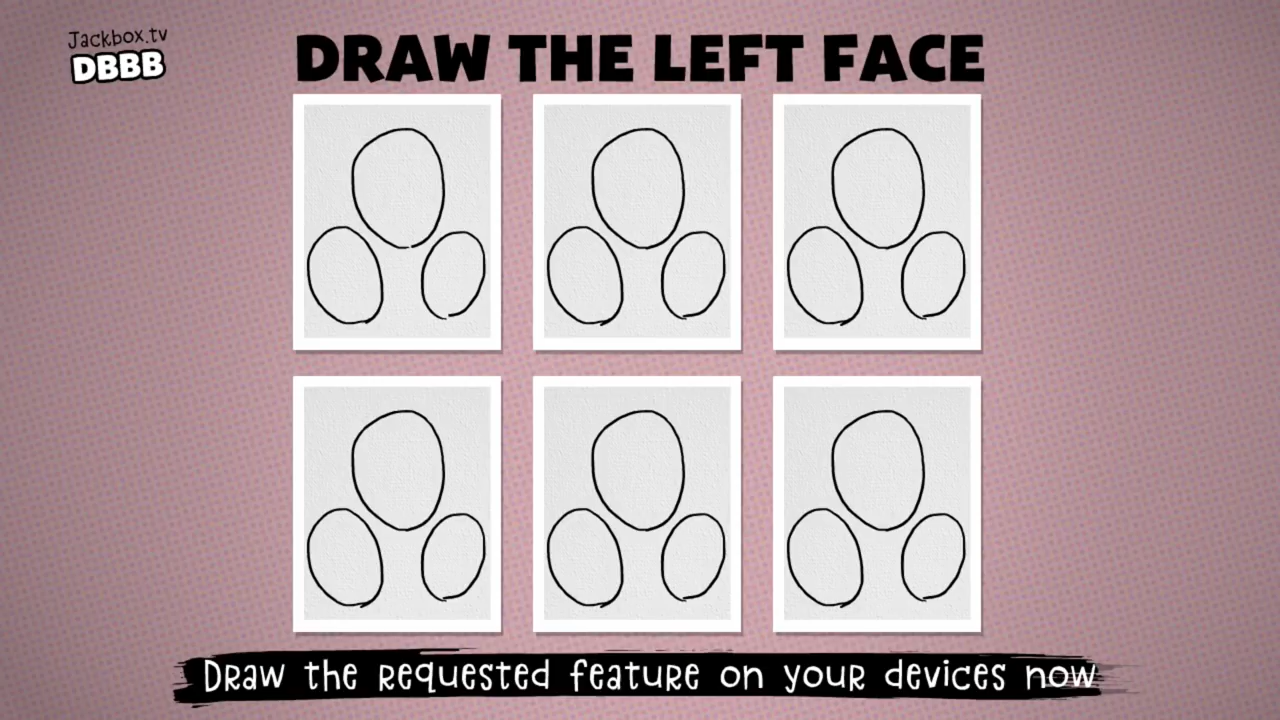 Jackbox.tv
DBBB
DRAW THE LEFT FACE
Draw the requested feature on your devices now